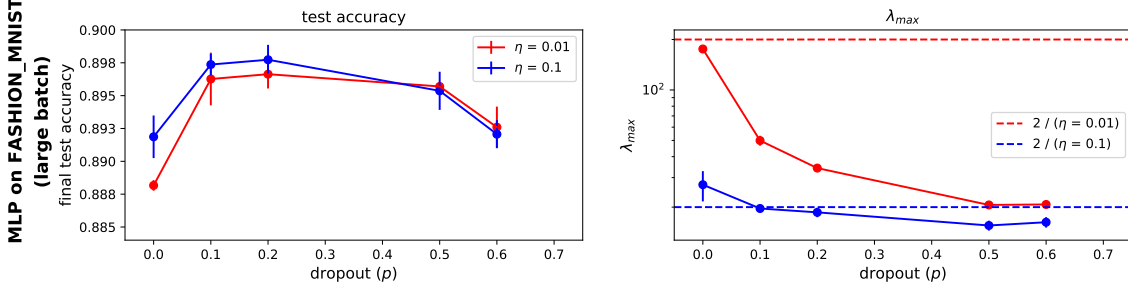 MLP on FASHION_MNIST
(large batch)
test accuracy
final test accuracy
0.900
0.898
0.895
0.893
0.890
0.888
0.885
η = 0.01
η = 0.1
0.0 0.1 0.2 0.3 0.4 0.5 0.6 0.7
dropout (p)
λmax
λmax
10²
2 / (η = 0.01)
2 / (η = 0.1)
0.0 0.1 0.2 0.3 0.4 0.5 0.6 0.7
dropout (p)